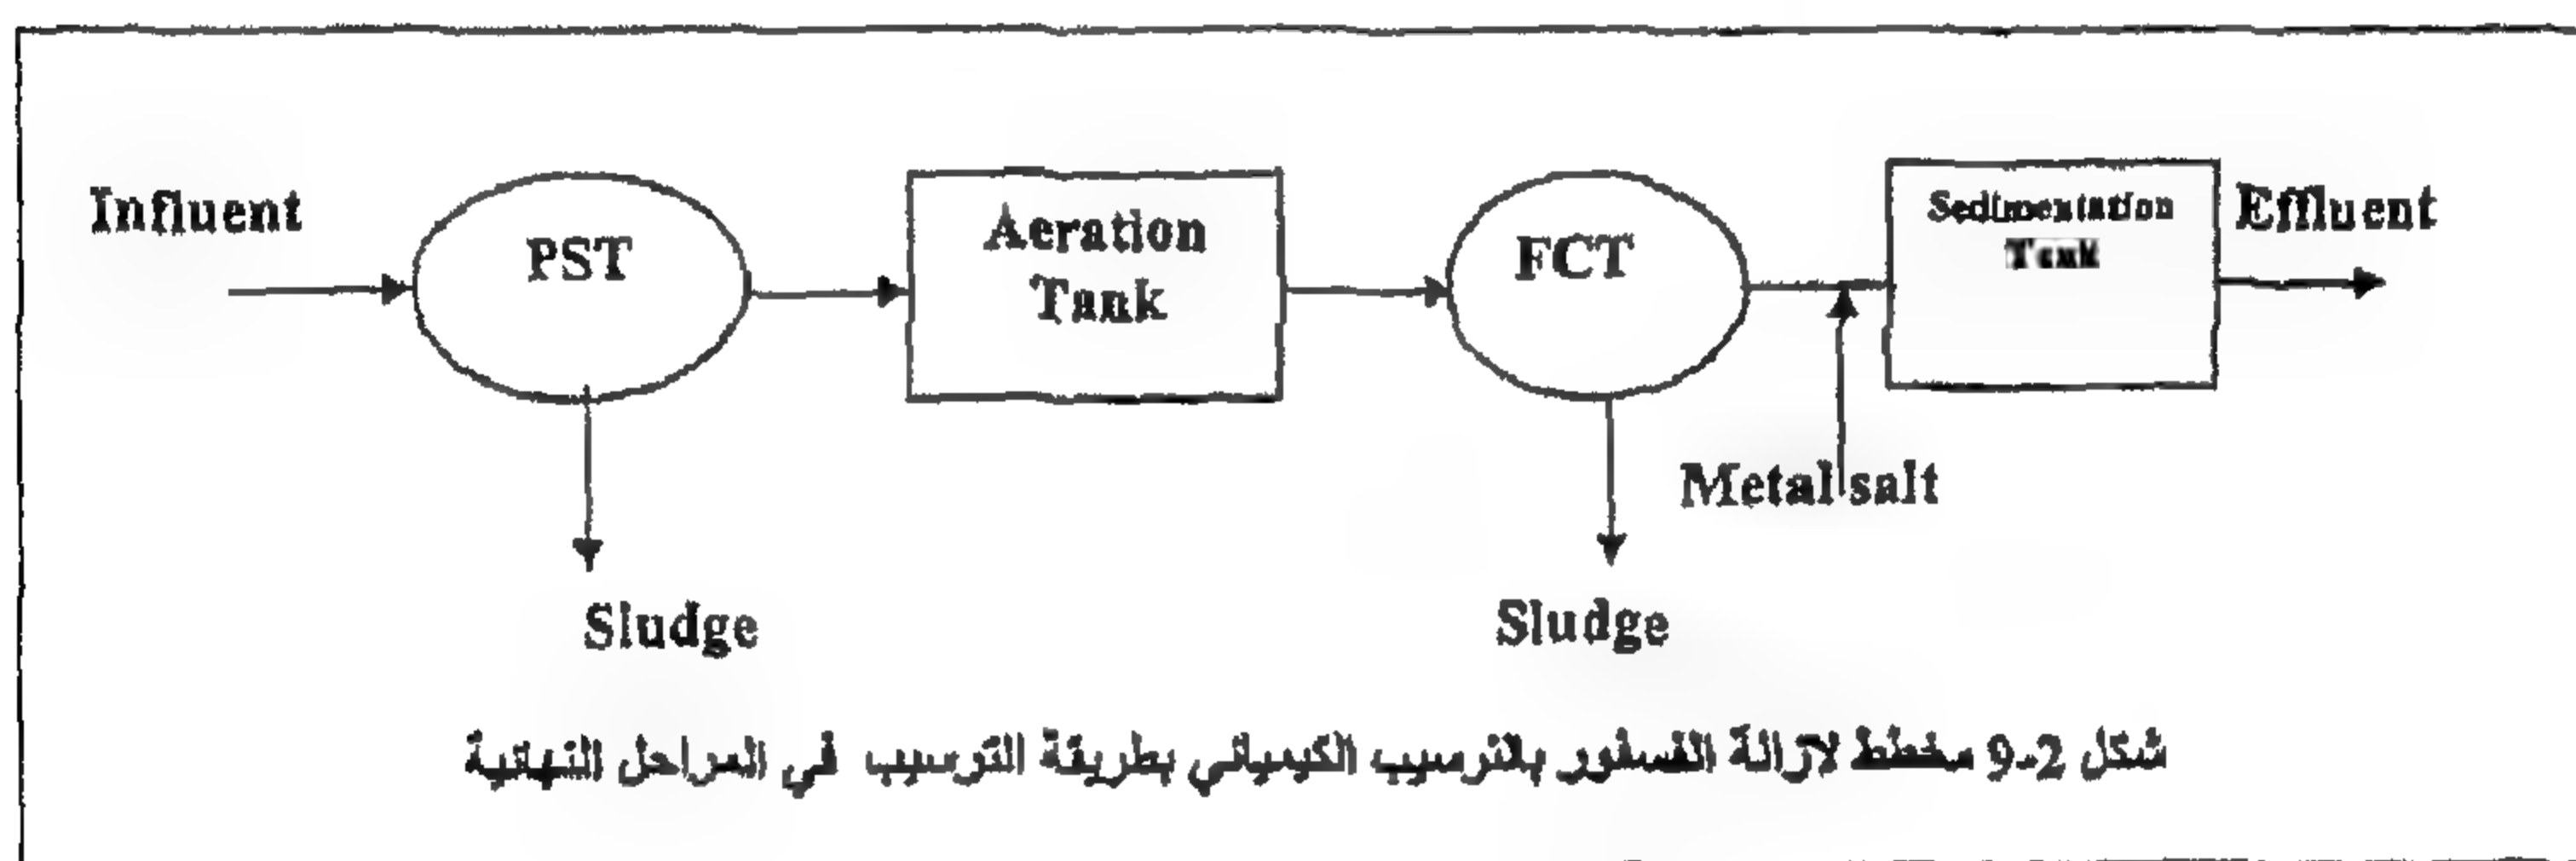 Influent
PST
Aeration
Tank
FCT
Sedimentation
Tank
Effluent
Metal salt
Sludge
Sludge
شكل 2-9 مخطط لازالة الفسفور بالترسيب الكيميائي بطريقة الترسيب في المراحل النهائية